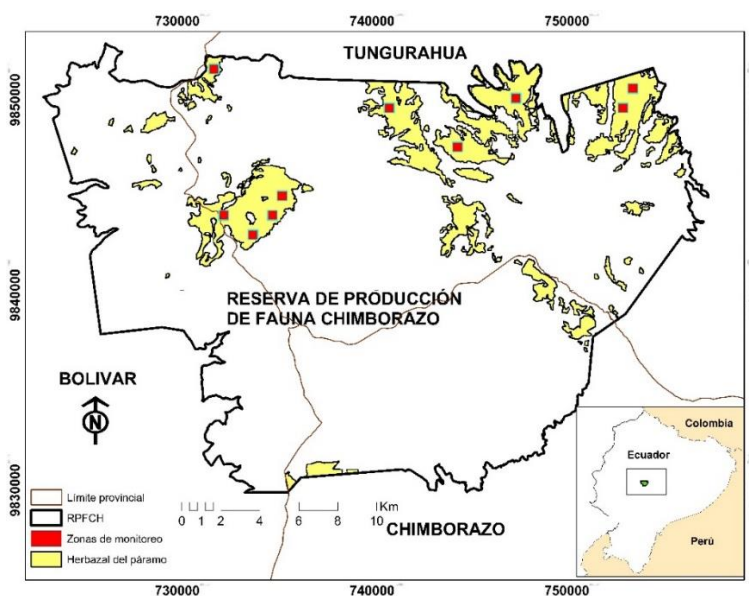 730000 740000 750000
TUNGURAHUA
9850000
9840000
9830000
RESERVA DE PRODUCCIÓN
DE FAUNA CHIMBORAZO
BOLIVAR
N
Colombia
Ecuador
Perú
Límite provincial
RPFCH
Zonas de monitoreo
Herbazal del páramo
0 1 2 4 6 8 10 Km
CHIMBORAZO
730000 740000 750000